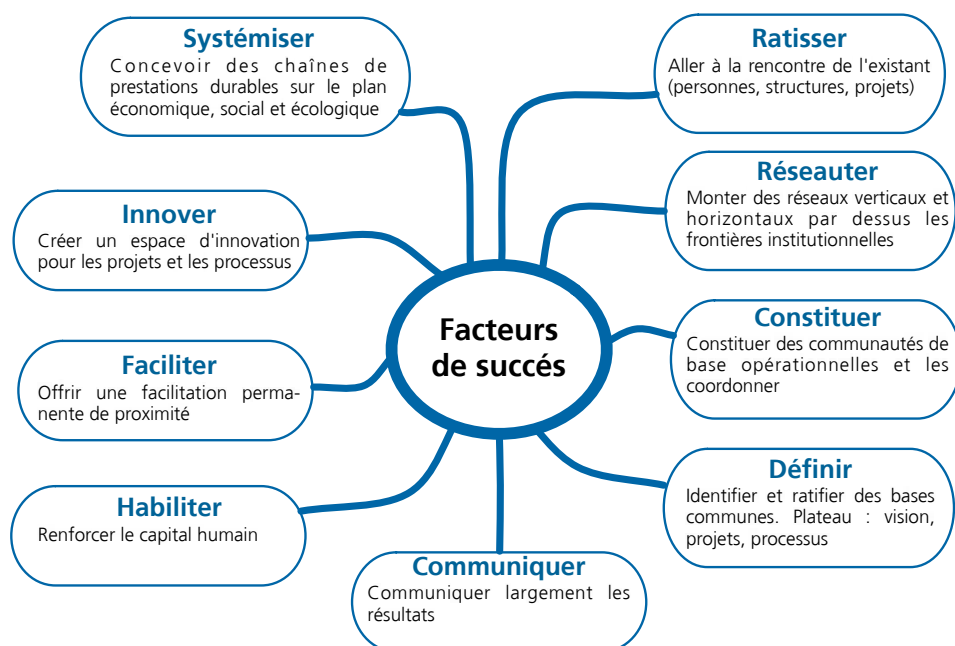 Systémiser
Concevoir des chaînes de
prestations durables sur le plan
économique, social et écologique
Ratisser
Aller à la rencontre de l'existant
(personnes, structures, projets)
Réseauter
Monter des réseaux verticaux et
horizontaux par dessus les
frontières institutionnelles
Innover
Créer un espace d'innovation
pour les projets et les processus
Facteurs
de succés
Constituer
Constituer des communautés de
base opérationnelles et les
coordonner
Faciliter
Offrir une facilitation perma-
nente de proximité
Définir
Identifier et ratifier des bases
communes. Plateau : vision,
projets, processus
Habiliter
Renforcer le capital humain
Communiquer
Communiquer largement les
résultats